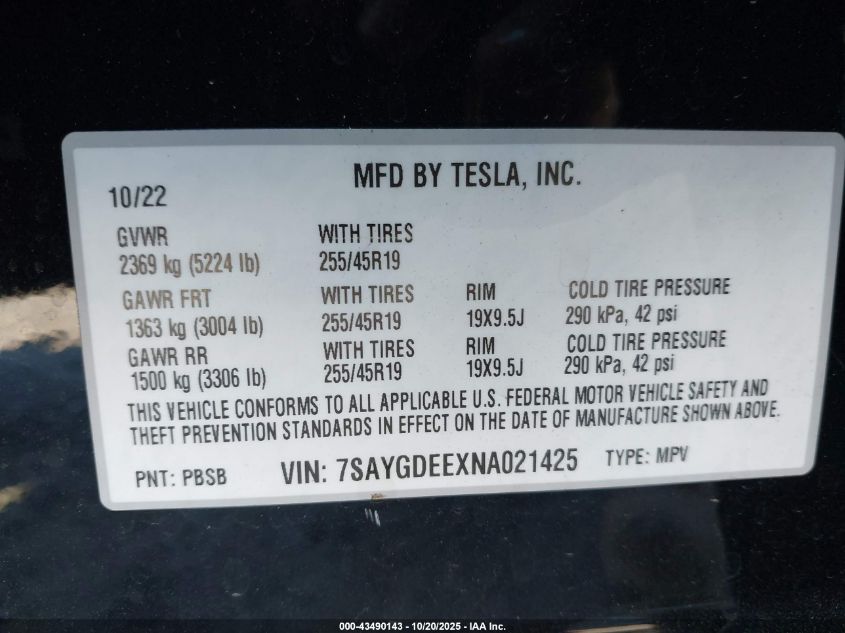 MFD BY TESLA, INC.
10/22
GVWR WITH TIRES
2369 kg (5224 lb) 255/45R19
GAWR FRT WITH TIRES RIM COLD TIRE PRESSURE
1363 kg (3004 lb) 255/45R19 19X9.5J 290 kPa, 42 psi
GAWR RR WITH TIRES RIM COLD TIRE PRESSURE
1500 kg (3306 lb) 255/45R19 19X9.5J 290 kPa, 42 psi
THIS VEHICLE CONFORMS TO ALL APPLICABLE U.S. FEDERAL MOTOR VEHICLE SAFETY AND
THEFT PREVENTION STANDARDS IN EFFECT ON THE DATE OF MANUFACTURE SHOWN ABOVE.
PNT: PBSB VIN: 7SAYGDEEXNA021425 TYPE: MPV
000-43490143 - 10/20/2025 - IAA Inc.